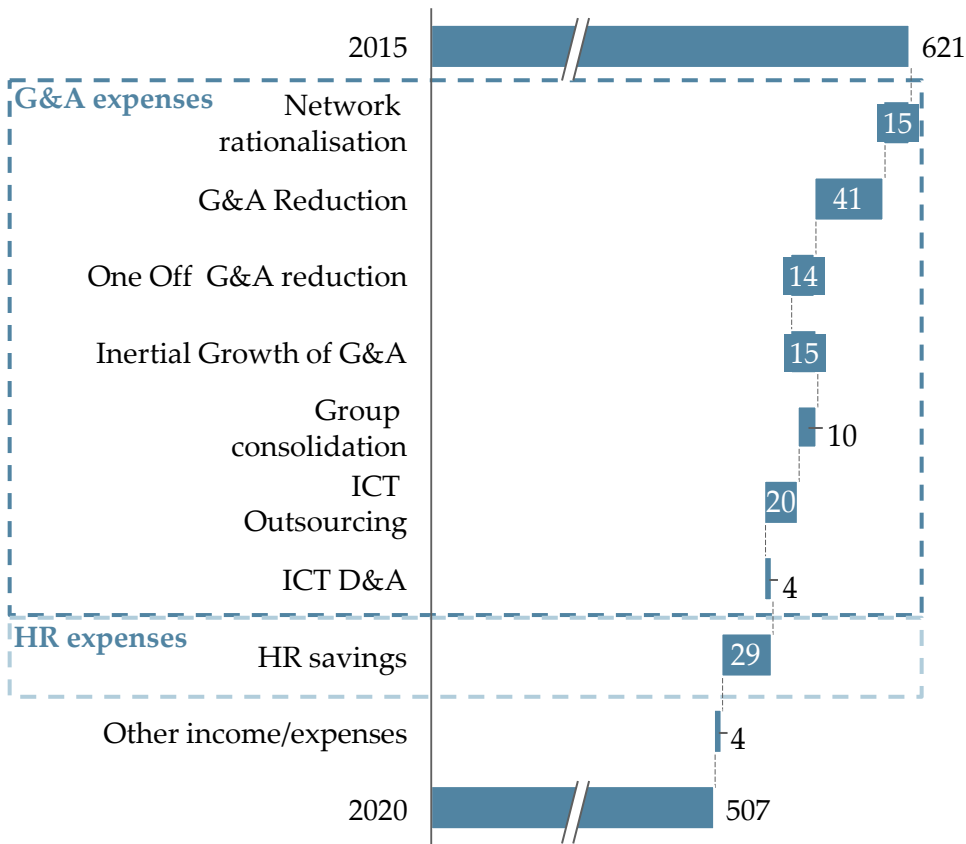 2015
621
G&A expenses
Network
rationalisation
15
G&A Reduction
41
One Off G&A reduction
14
Inertial Growth of G&A
15
Group
consolidation
10
ICT
Outsourcing
20
ICT D&A
4
HR expenses
HR savings
29
Other income/expenses
4
2020
507